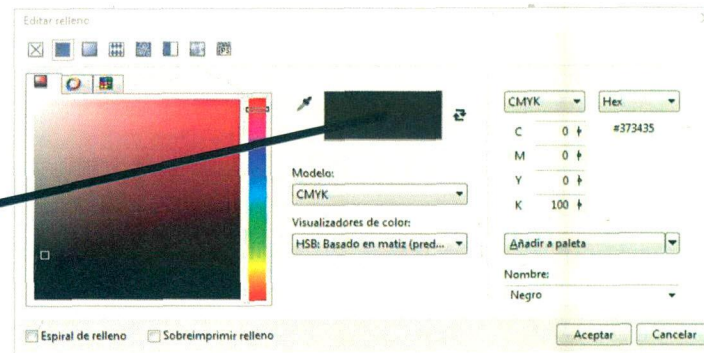 Editar relleno
PS
CMYK
Hex
C 0
#373435
M 0
Y 0
K 100
Modelo:
CMYK
Visualizadores de color:
HSB: Basado en matiz (pred...
Añadir a paleta
Nombre:
Negro
Espiral de relleno
Sobreimprimir relleno
Aceptar
Cancelar